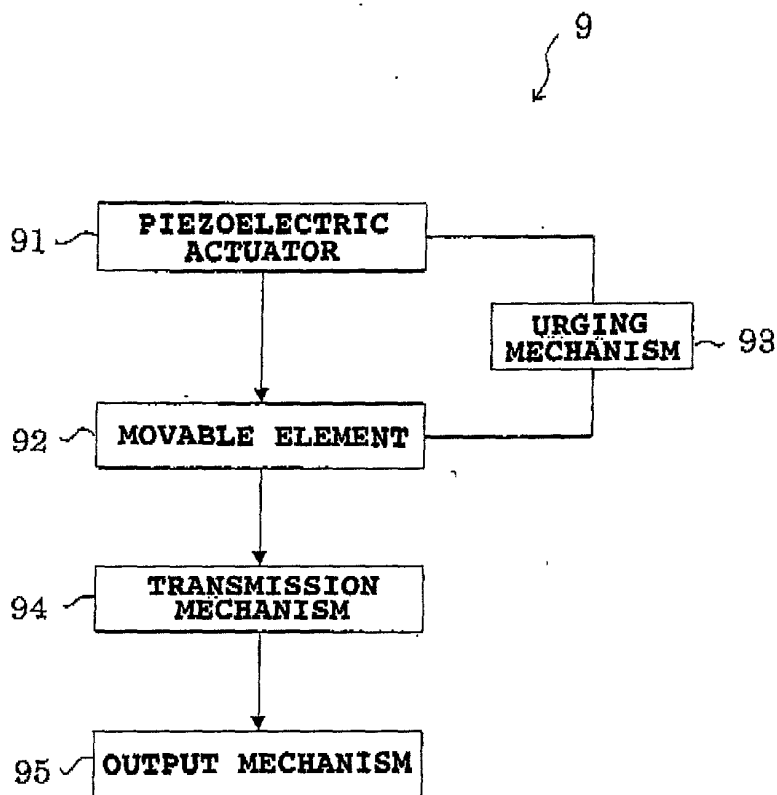 9
91
PIEZOELECTRIC
ACTUATOR
URGING
MECHANISM
93
92
MOVABLE ELEMENT
94
TRANSMISSION
MECHANISM
95
OUTPUT MECHANISM